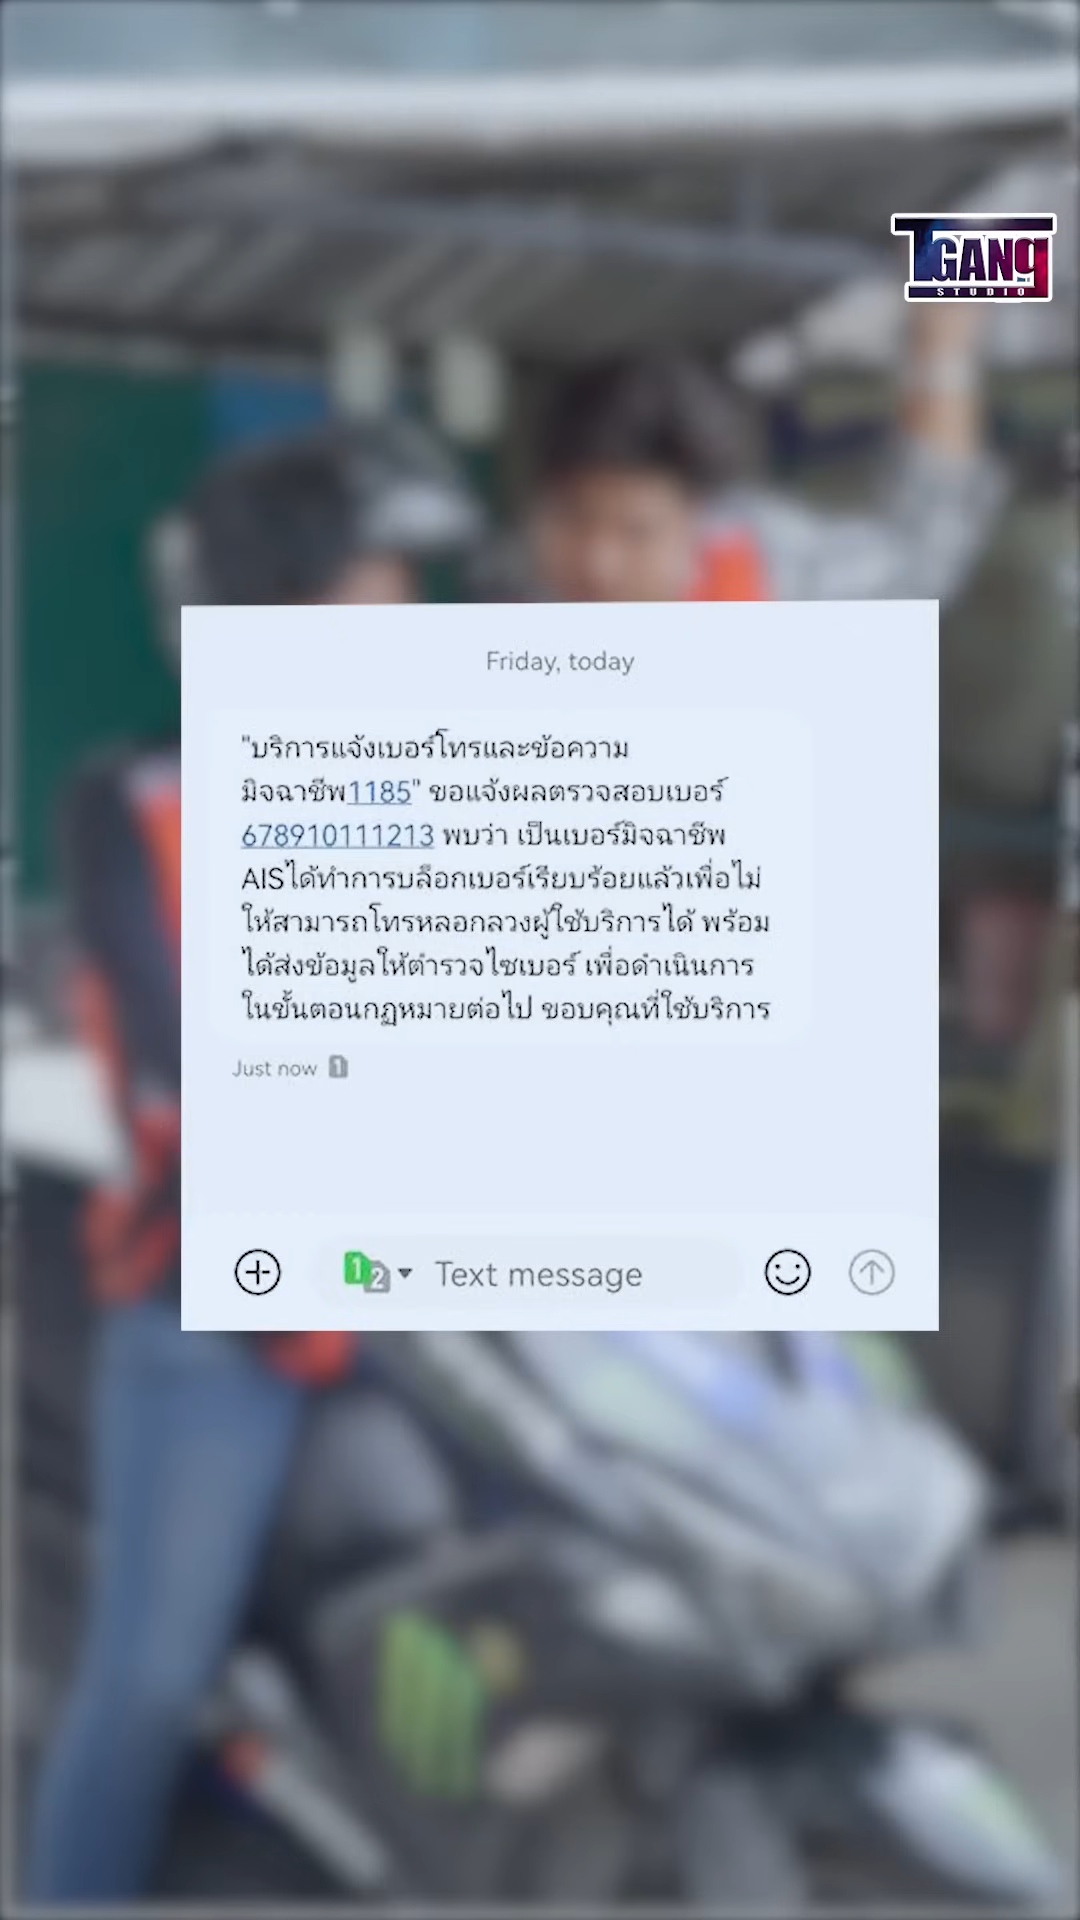 TGANg
STUDIO
Friday, today
"บริการแจ้งเบอร์โทรและข้อความ
มิจฉาชีพ1185" ขอแจ้งผลตรวจสอบเบอร์
678910111213 พบว่า เป็นเบอร์มิจฉาชีพ
AISได้ทำการบล็อกเบอร์เรียบร้อยแล้วเพื่อไม่
ให้สามารถโทรหลอกลวงผู้ใช้บริการได้ พร้อม
ได้ส่งข้อมูลให้ตำรวจไซเบอร์ เพื่อดำเนินการ
ในขั้นตอนกฎหมายต่อไป ขอบคุณที่ใช้บริการ
Just now 1
1 2 Text message